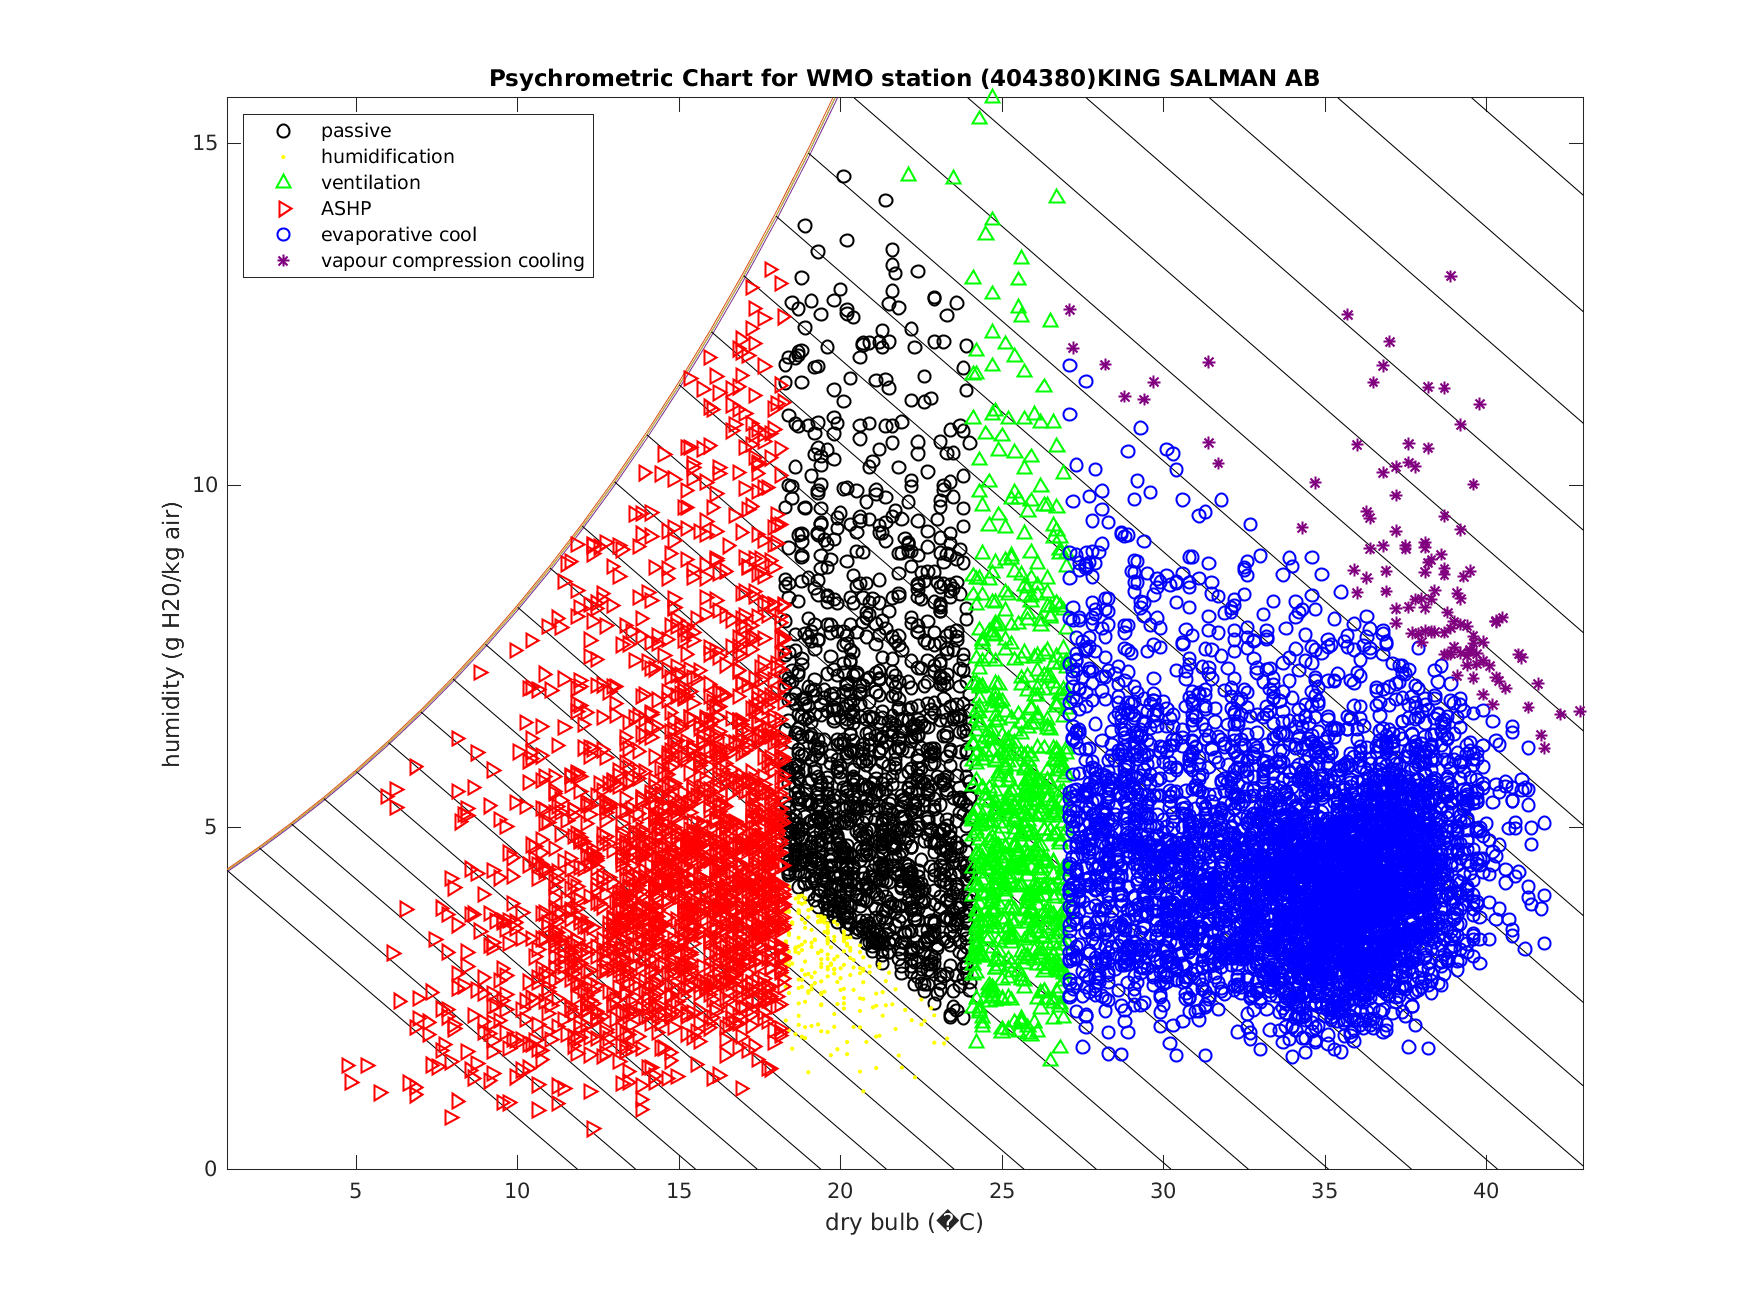 Psychrometric Chart for WMO station (404380)KING SALMAN AB
passive
humidification
ventilation
ASHP
evaporative cool
vapour compression cooling
humidity (g H20/kg air)
15
10
5
0
5 10 15 20 25 30 35 40
dry bulb (�C)